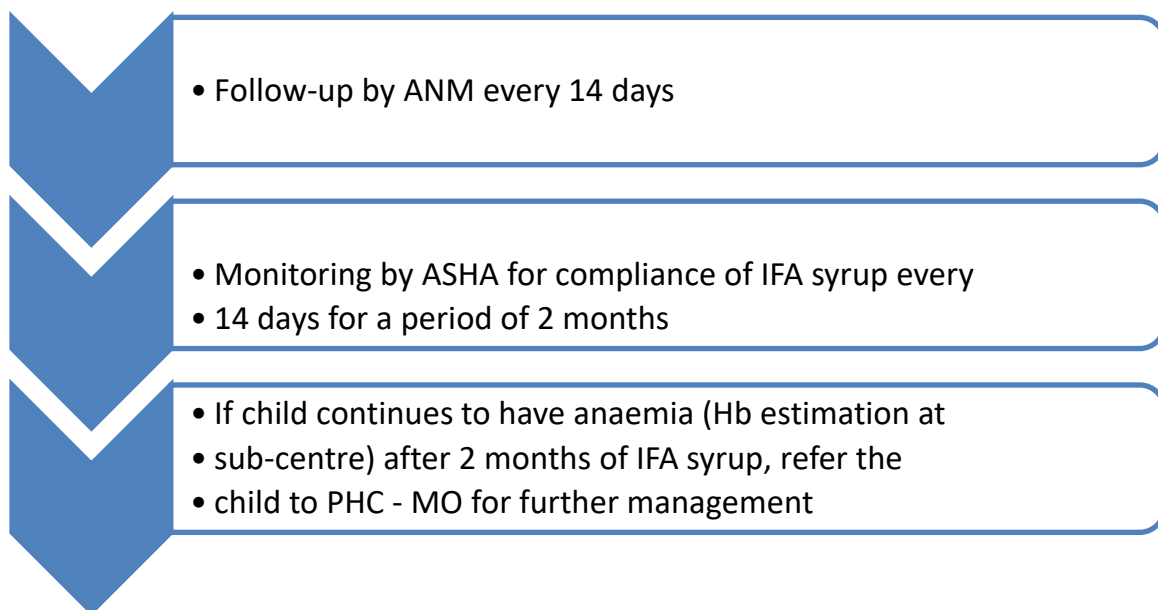 • Follow-up by ANM every 14 days
• Monitoring by ASHA for compliance of IFA syrup every
• 14 days for a period of 2 months
• If child continues to have anaemia (Hb estimation at
• sub-centre) after 2 months of IFA syrup, refer the
• child to PHC - MO for further management